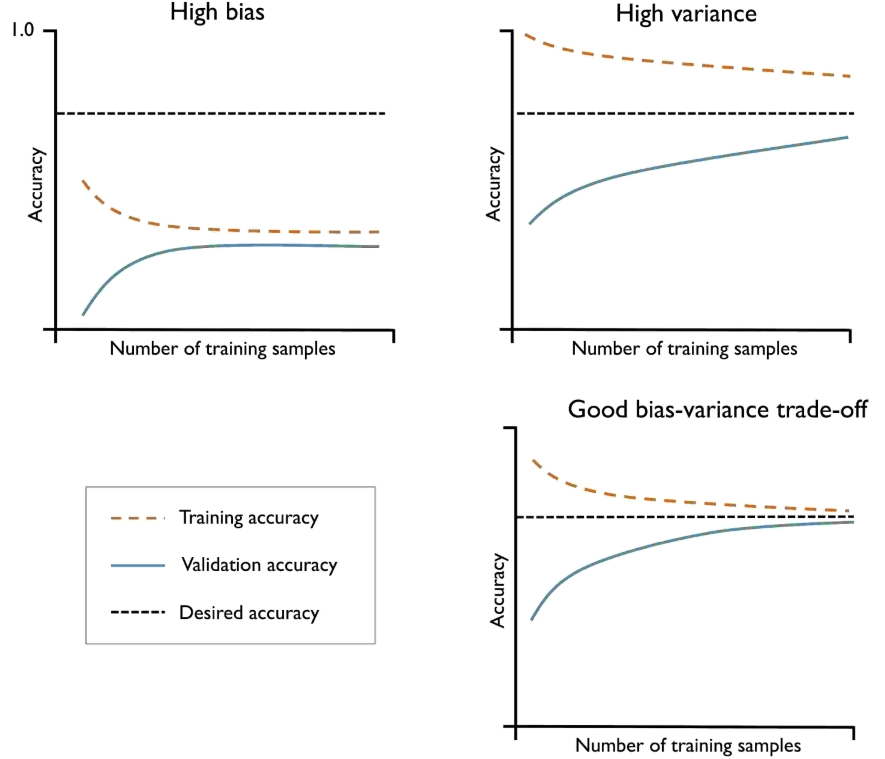 High bias
1.0
Accuracy
Number of training samples
High variance
Accuracy
Number of training samples
Training accuracy
Validation accuracy
Desired accuracy
Good bias-variance trade-off
Accuracy
Number of training samples